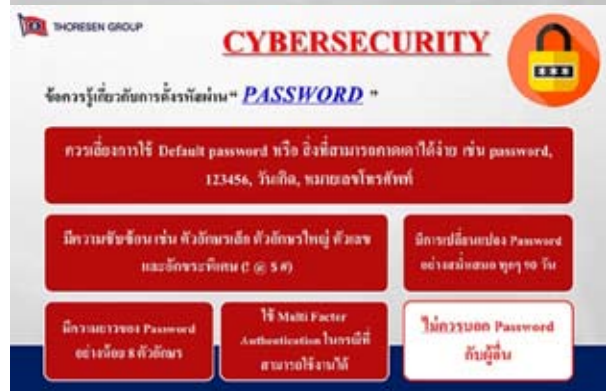 THORESEN GROUP
CYBERSECURITY
ข้อควรรู้เกี่ยวกับการตั้งรหัสผ่าน “ PASSWORD ”
ควรเลี่ยงการใช้ Default password หรือ สิ่งที่สามารถคาดเดาได้ง่าย เช่น password,
123456, วันเกิด, หมายเลขโทรศัพท์
มีความซับซ้อน เช่น ตัวอักษรเล็ก ตัวอักษรใหญ่ ตัวเลข
และอักขระพิเศษ (! @ $ #)
มีการเปลี่ยนแปลง Password
อย่างสม่ำเสมอ ทุกๆ 90 วัน
มีความยาวของ Password
อย่างน้อย 8 ตัวอักษร
ใช้ Multi Factor
Authentication ในกรณีที่
สามารถใช้งานได้
ไม่ควรบอก Password
กับผู้อื่น